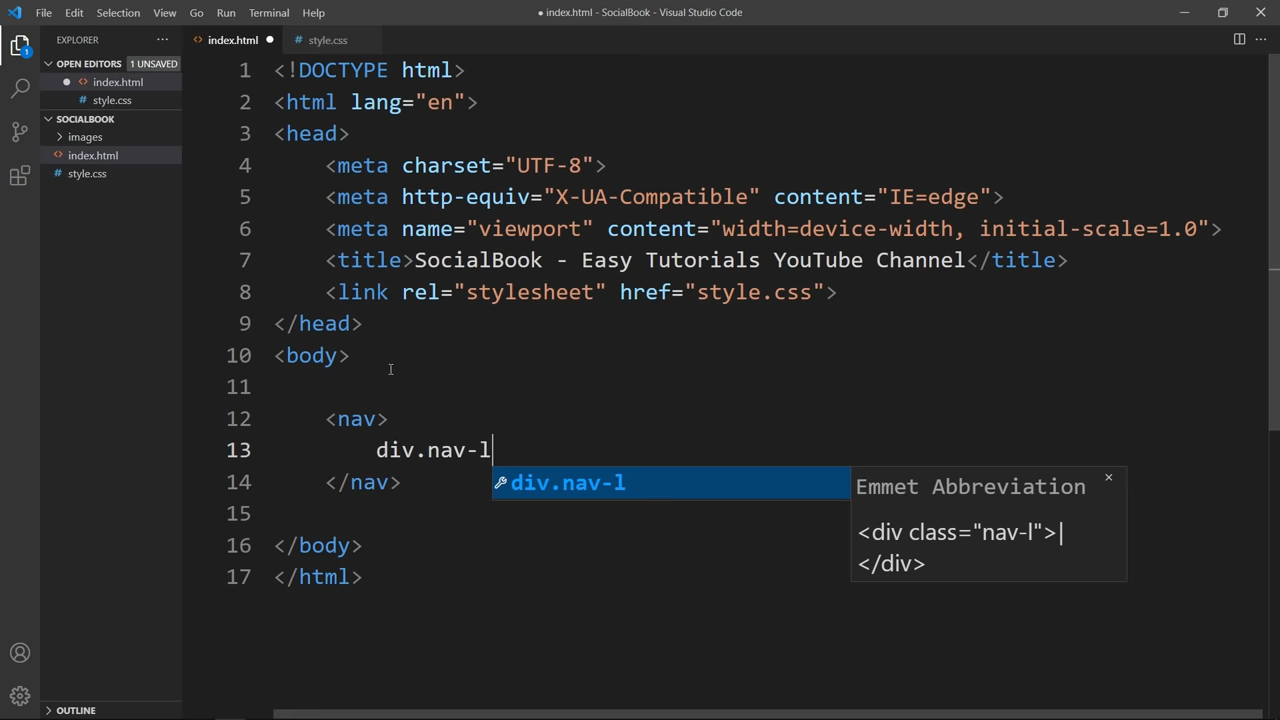 File Edit Selection View Go Run Terminal Help
● index.html - SocialBook - Visual Studio Code
EXPLORER ···
OPEN EDITORS 1 UNSAVED
● <> index.html
# style.css
SOCIALBOOK
> images
<> index.html
# style.css
OUTLINE
1
<> index.html ●
# style.css
1 <!DOCTYPE html>
2 <html lang="en">
3 <head>
4 <meta charset="UTF-8">
5 <meta http-equiv="X-UA-Compatible" content="IE=edge">
6 <meta name="viewport" content="width=device-width, initial-scale=1.0">
7 <title>SocialBook - Easy Tutorials YouTube Channel</title>
8 <link rel="stylesheet" href="style.css">
9 </head>
10 <body>
11
12 <nav>
13 div.nav-l
14 </nav>
15
16 </body>
17 </html>
div.nav-l
Emmet Abbreviation ×
<div class="nav-l">|
</div>